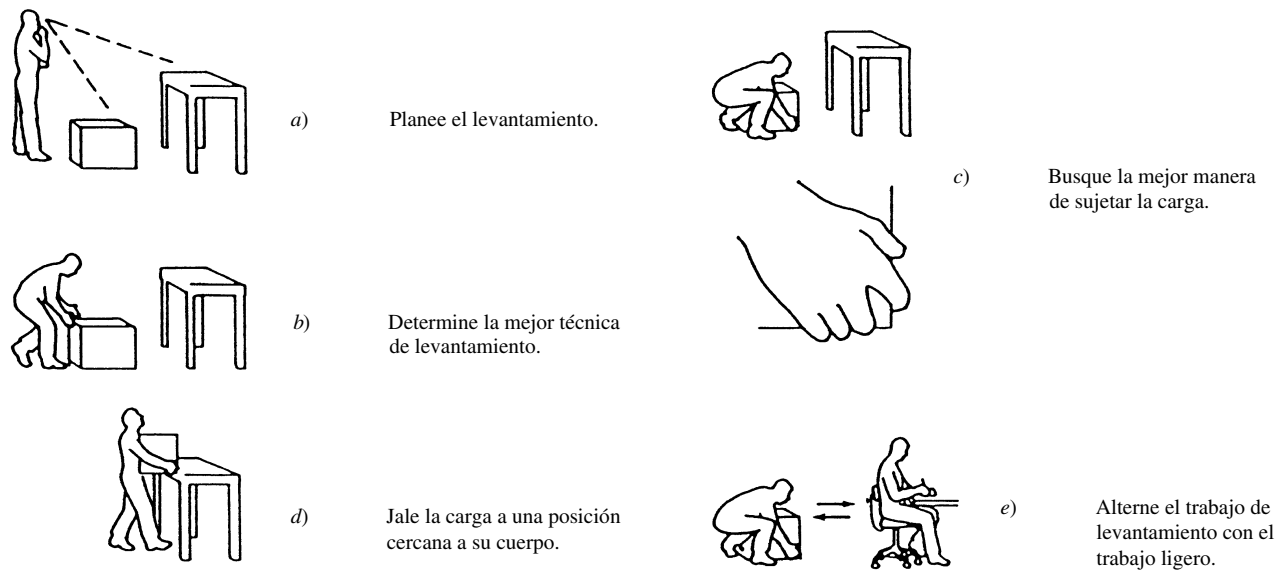 a) Planee el levantamiento.
b) Determine la mejor técnica
de levantamiento.
c) Busque la mejor manera
de sujetar la carga.
d) Jale la carga a una posición
cercana a su cuerpo.
e) Alterne el trabajo de
levantamiento con el
trabajo ligero.